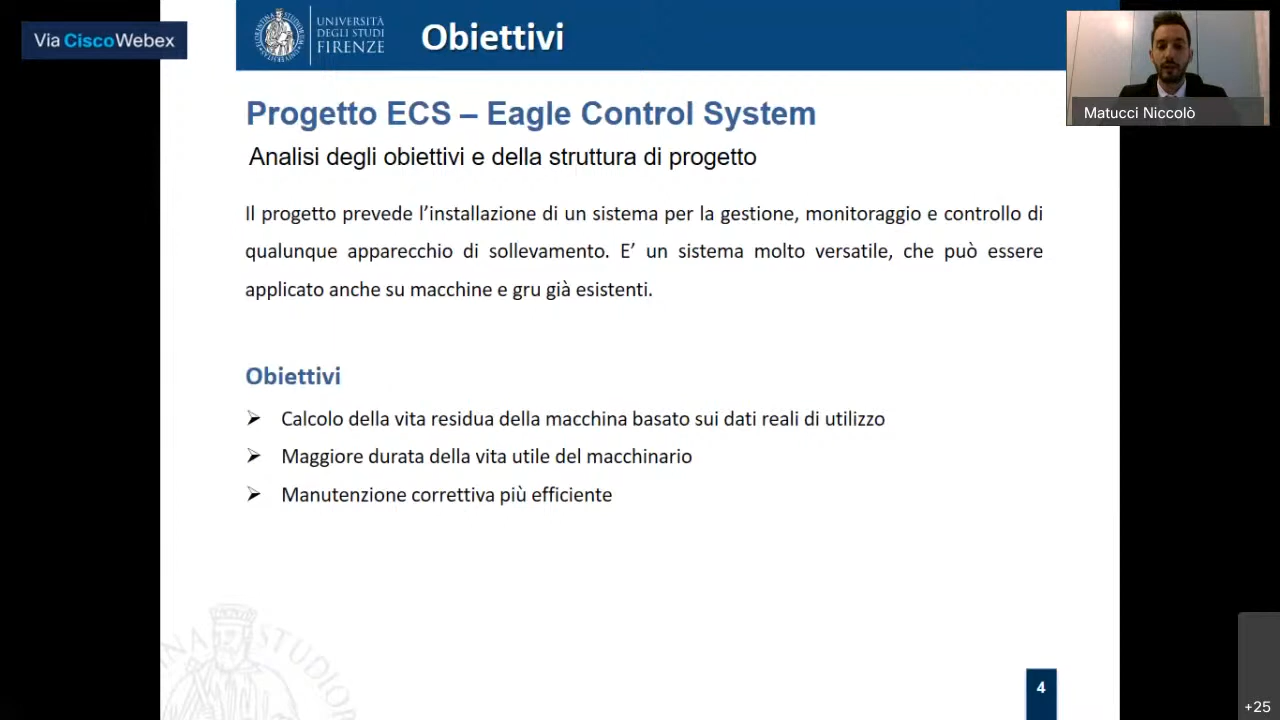 Via CiscoWebex
UNIVERSITÀ
DEGLI STUDI
FIRENZE
Obiettivi
Matucci Niccolò
Progetto ECS – Eagle Control System
Analisi degli obiettivi e della struttura di progetto
Il progetto prevede l’installazione di un sistema per la gestione, monitoraggio e controllo di
qualunque apparecchio di sollevamento. E’ un sistema molto versatile, che può essere
applicato anche su macchine e gru già esistenti.
Obiettivi
Calcolo della vita residua della macchina basato sui dati reali di utilizzo
Maggiore durata della vita utile del macchinario
Manutenzione correttiva più efficiente
4
+25